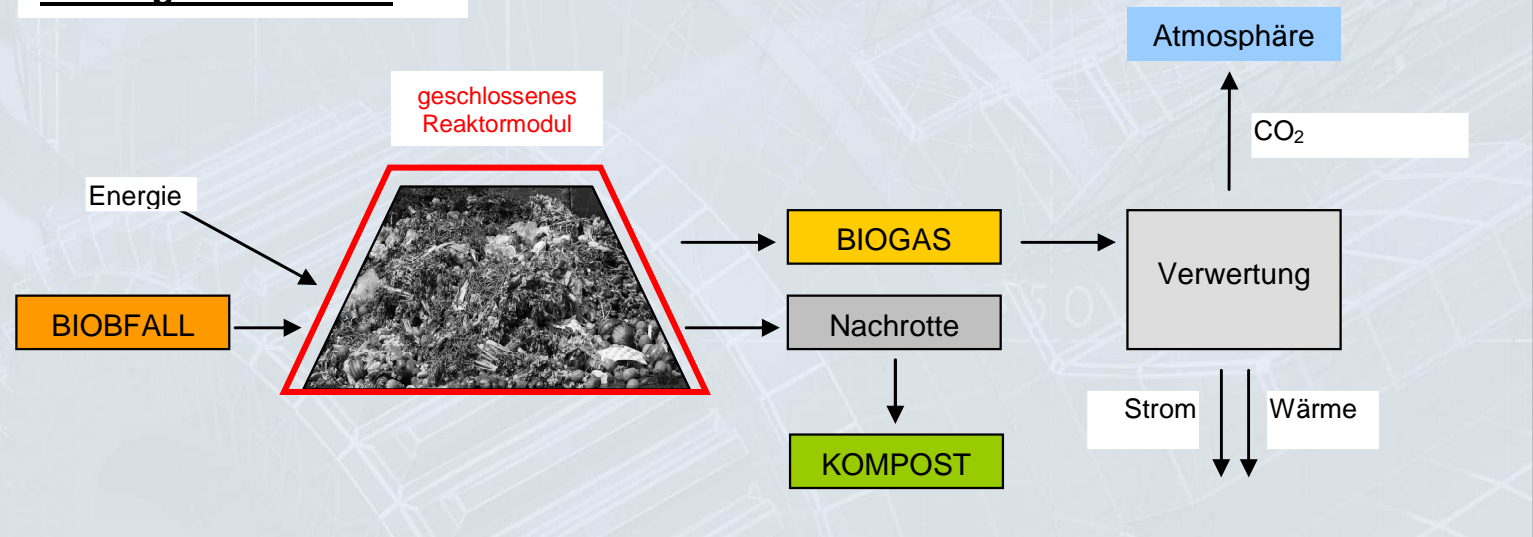 Atmosphäre
geschlossenes
Reaktormodul
CO₂
Energie
BIOGAS
Verwertung
BIOBFALL
Nachrotte
Strom
Wärme
KOMPOST